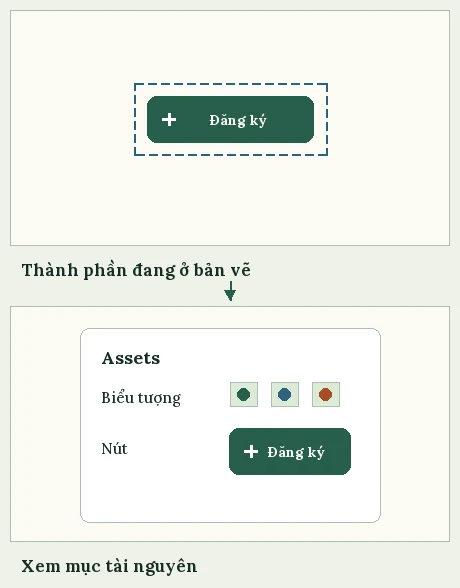 Đăng ký
Thành phần đang ở bản vẽ
Assets
Biểu tượng
Nút
Đăng ký
Xem mục tài nguyên